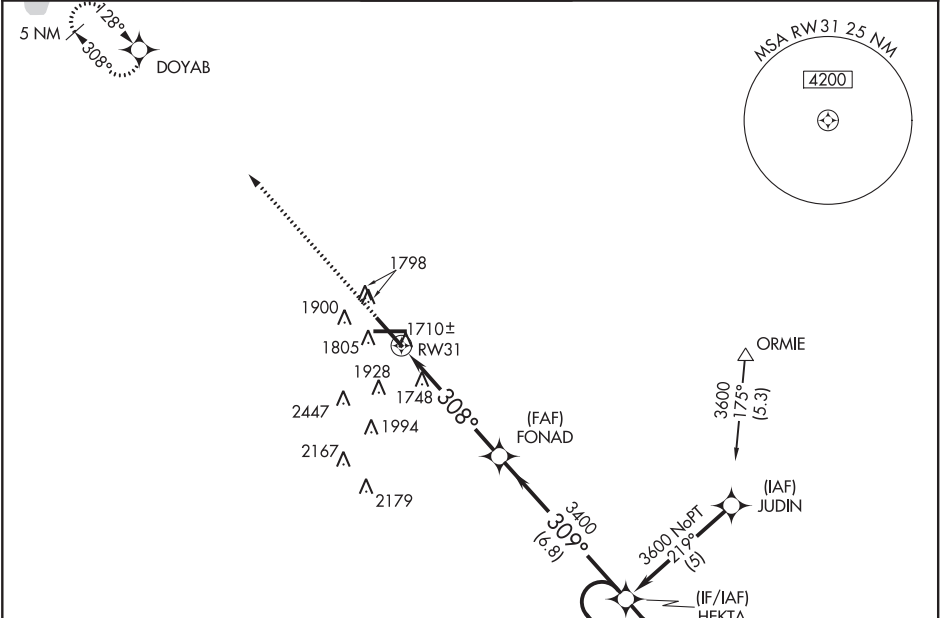 5 NM
128°
308°
DOYAB
MSA RW31 25 NM
4200
1798
1900
1710±
1805
RW31
1928
1748
2447
1994
2167
2179
308°
(FAF)
FONAD
ORMIE
3600
175°
(5.3)
(IAF)
JUDIN
3600 NoPT
219°
(5)
3400
309°
(6.8)
(IF/IAF)
HEKTA